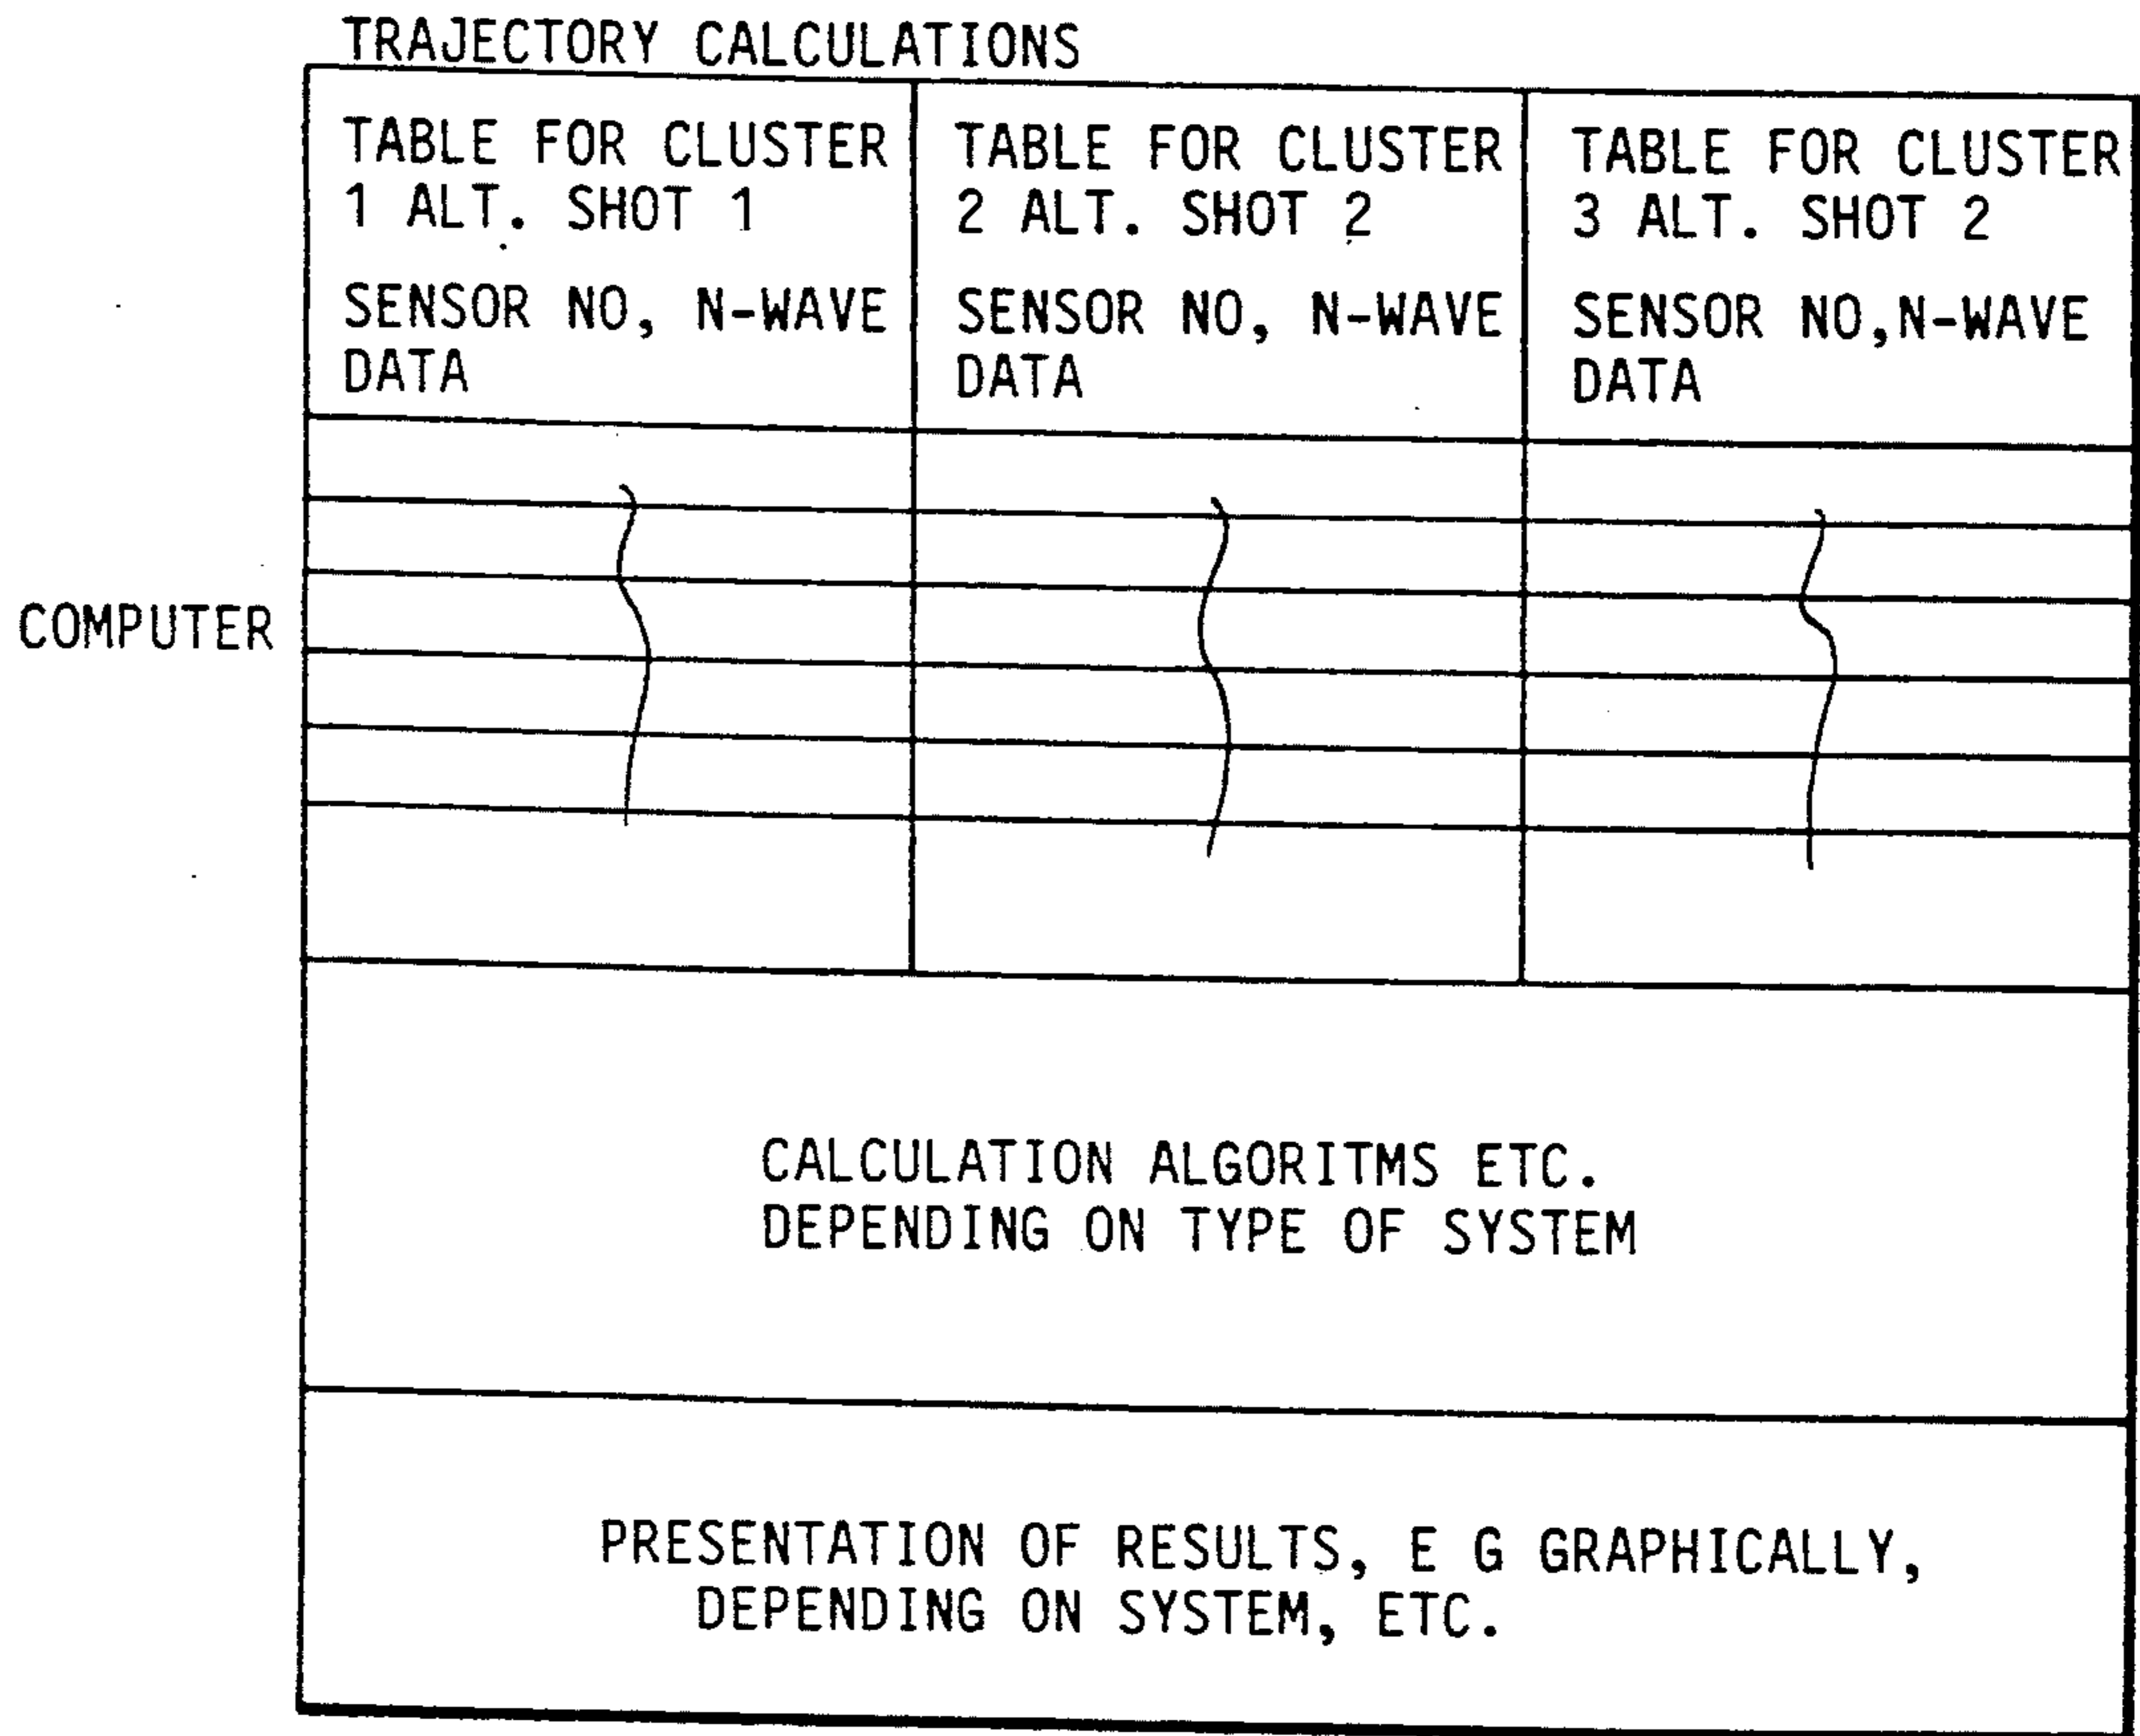 TRAJECTORY CALCULATIONS
TABLE FOR CLUSTER
1 ALT. SHOT 1
SENSOR NO, N-WAVE
DATA
TABLE FOR CLUSTER
2 ALT. SHOT 2
SENSOR NO, N-WAVE
DATA
TABLE FOR CLUSTER
3 ALT. SHOT 2
SENSOR NO,N-WAVE
DATA
COMPUTER
CALCULATION ALGORITMS ETC.
DEPENDING ON TYPE OF SYSTEM
PRESENTATION OF RESULTS, E G GRAPHICALLY,
DEPENDING ON SYSTEM, ETC.